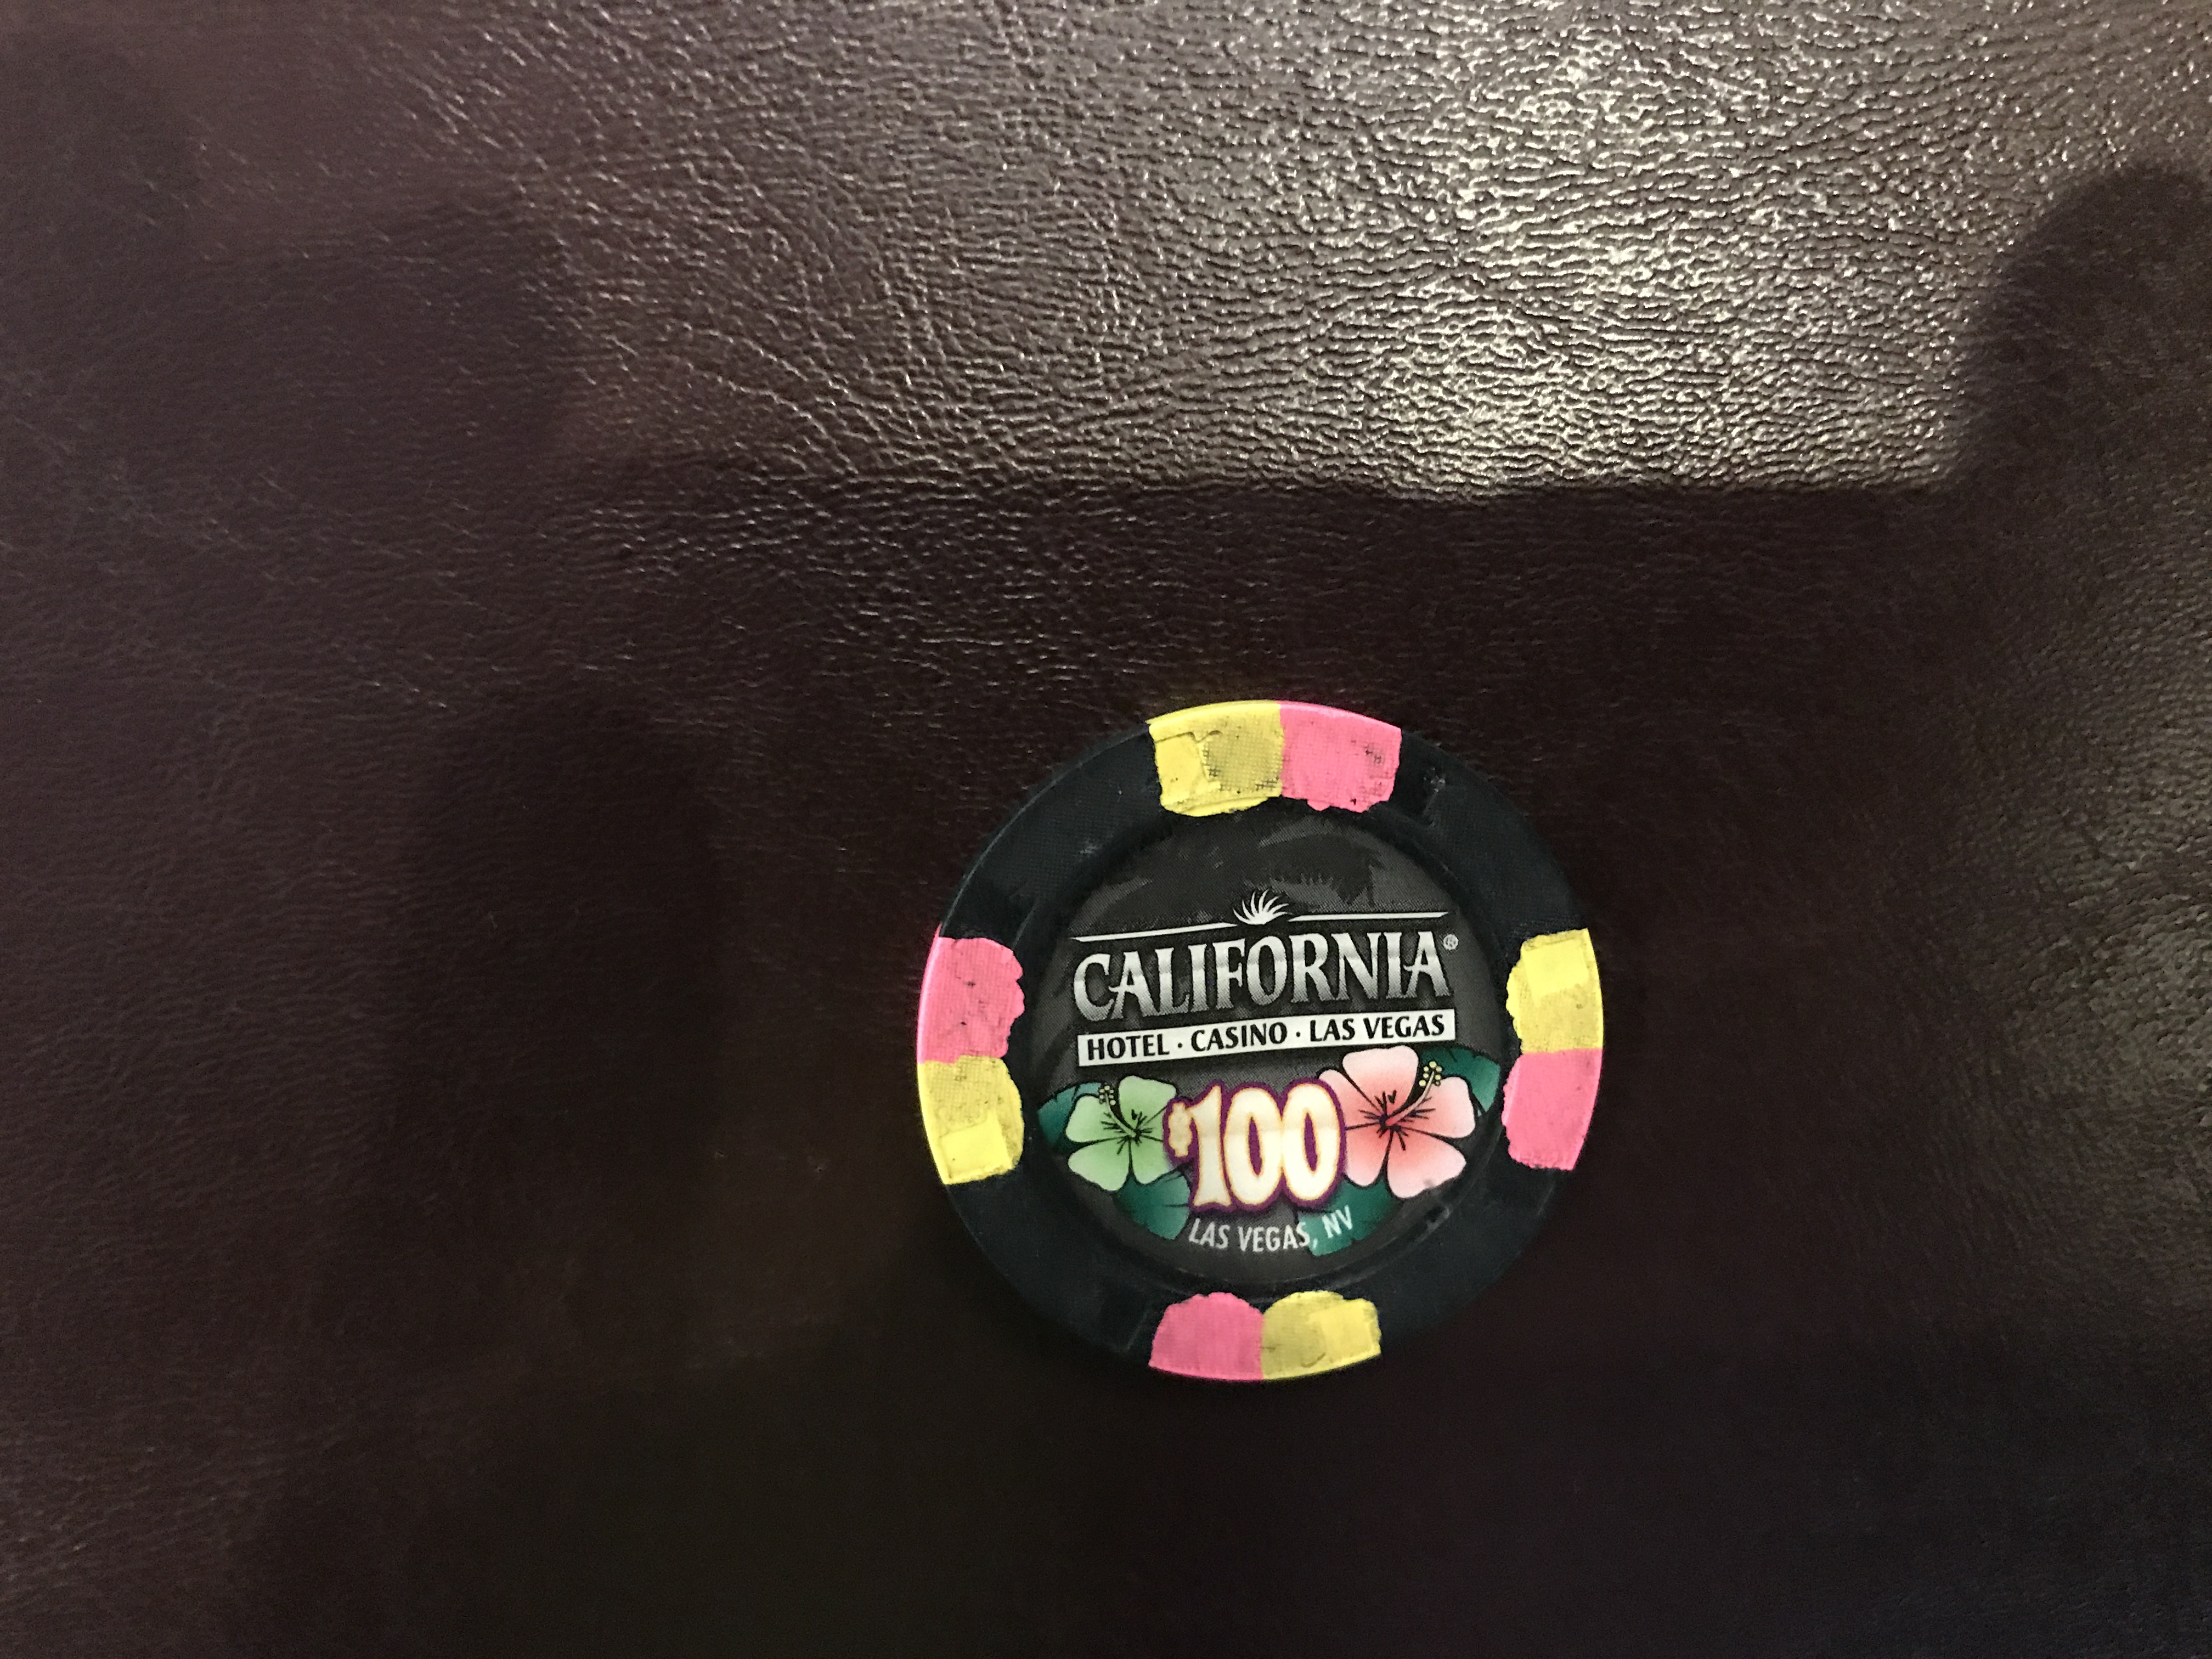 CALIFORNIA®
HOTEL · CASINO · LAS VEGAS
$100
LAS VEGAS, NV